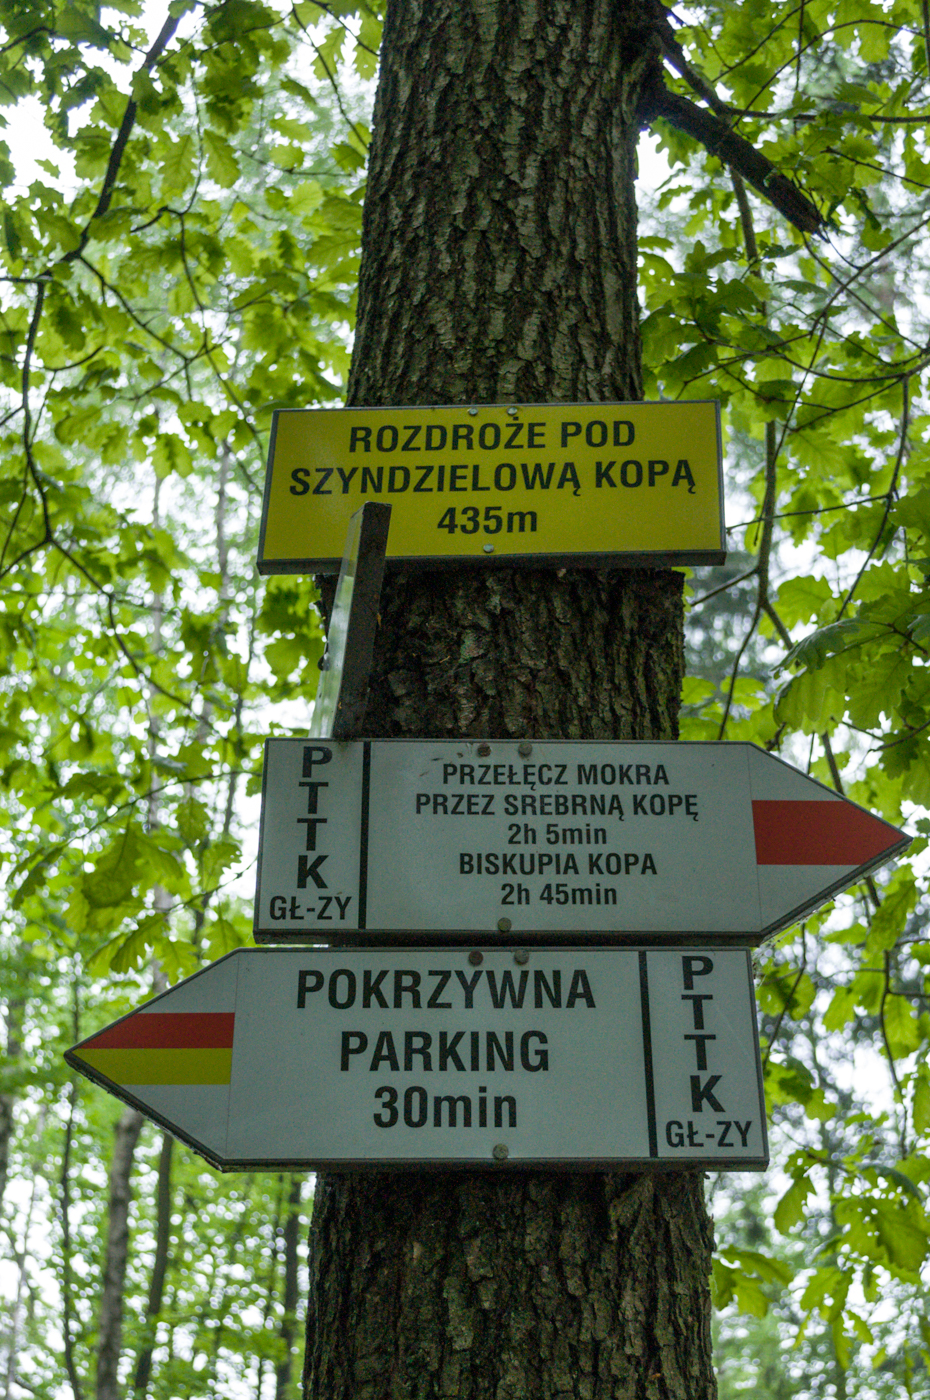 ROZDROŻE POD
SZYNDZIELOWĄ KOPĄ
435m
PTTK
GŁ-ZY
PRZEŁĘCZ MOKRA
PRZEZ SREBRNĄ KOPĘ
2h 5min
BISKUPIA KOPA
2h 45min
POKRZYWNA
PARKING
30min
PTTK
GŁ-ZY